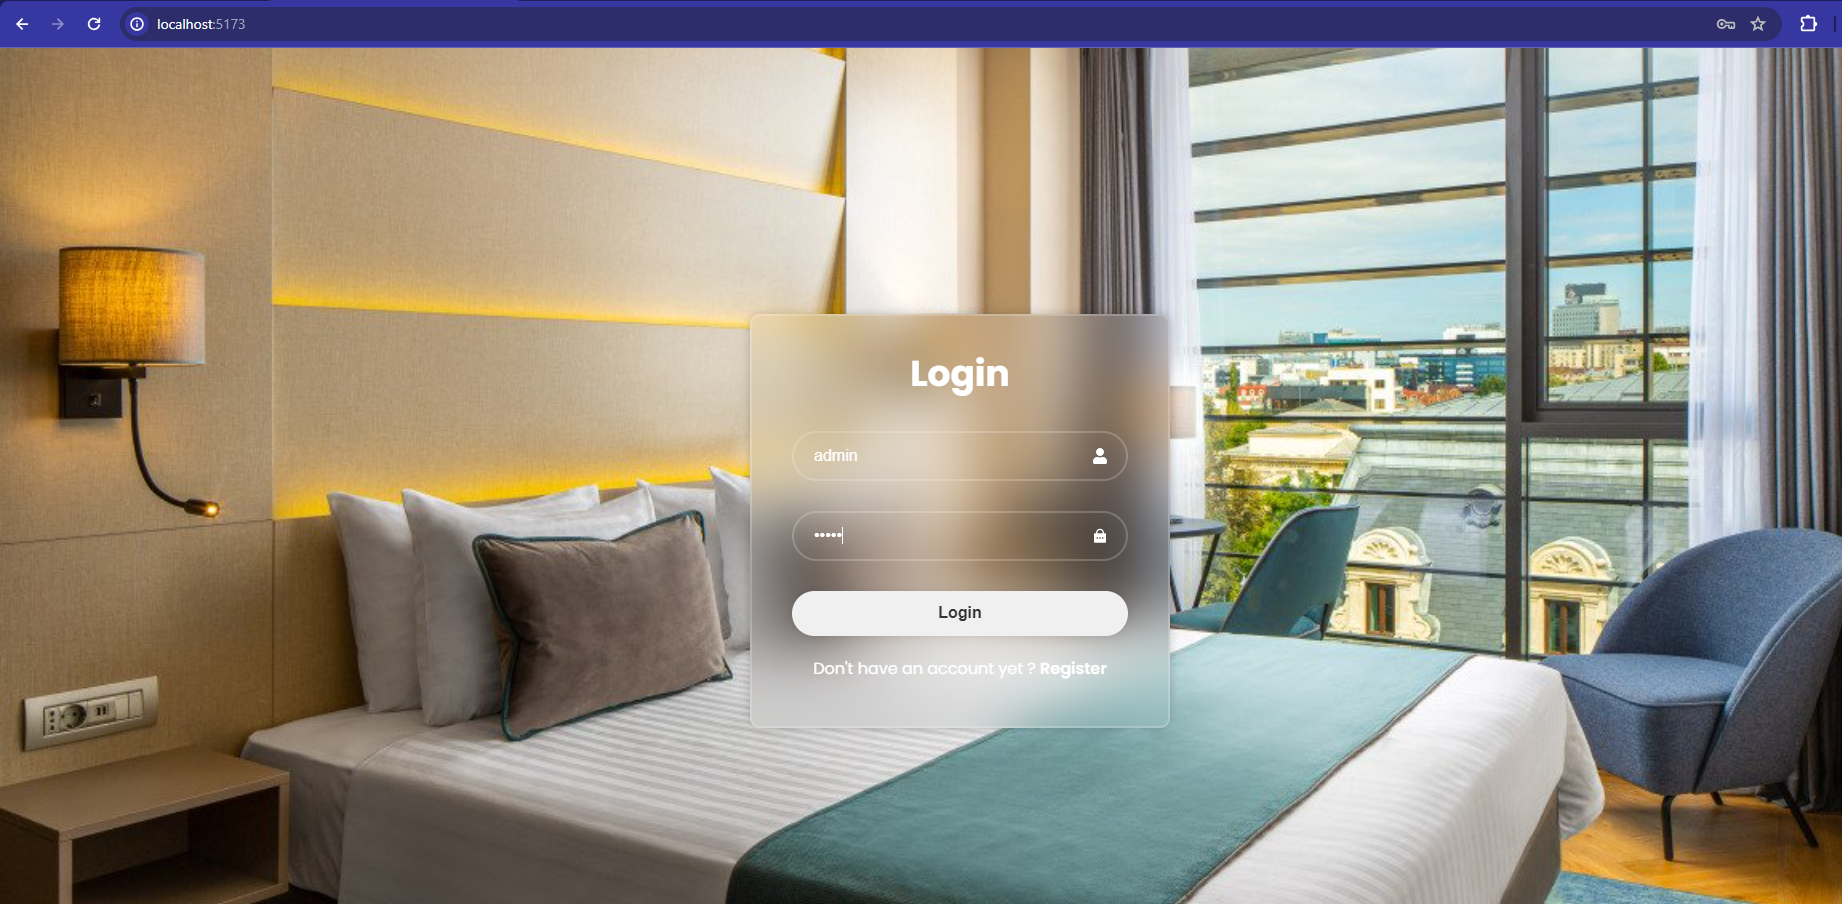 localhost:5173
Login
admin
•••••
Login
Don't have an account yet ? Register